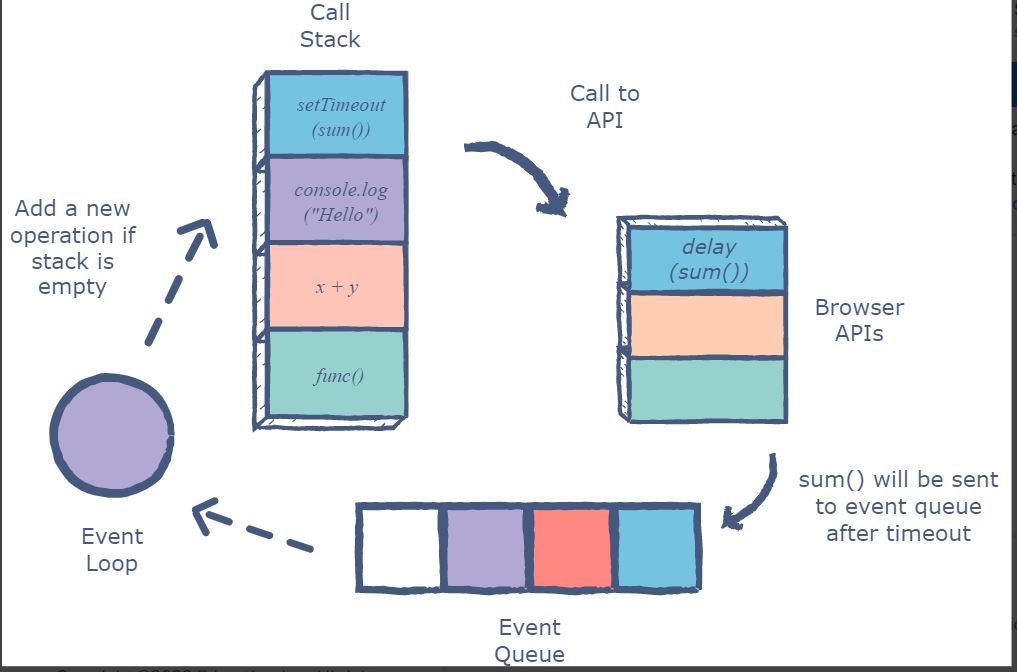 Call
Stack
setTimeout
(sum())
console.log
("Hello")
x + y
func()
Call to
API
delay
(sum())
Browser
APIs
Add a new
operation if
stack is
empty
Event
Loop
sum() will be sent
to event queue
after timeout
Event
Queue